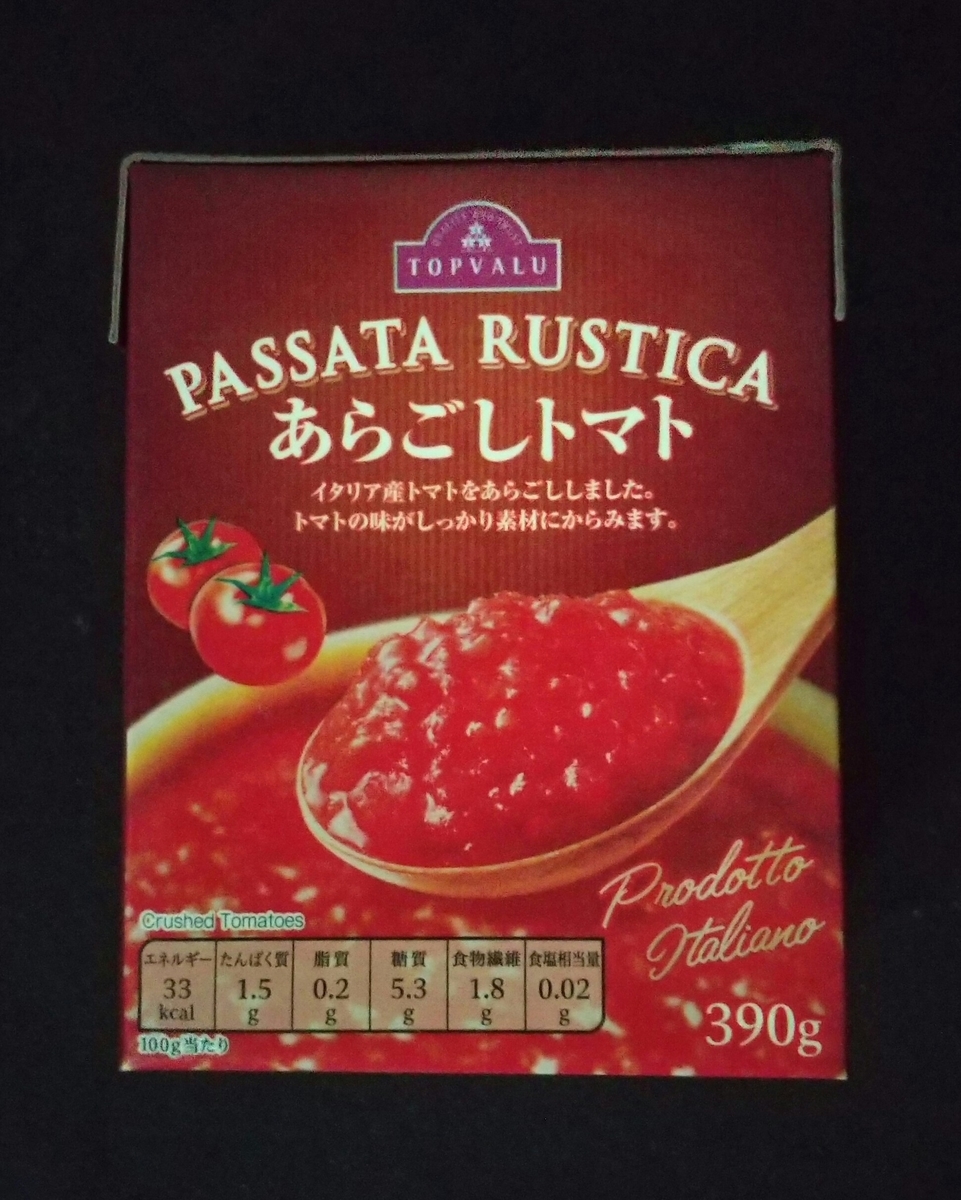 QUALITY AND TRUST
TOPVALU
PASSATA RUSTICA
あらごしトマト
イタリア産トマトをあらごししました。
トマトの味がしっかり素材にからみます。
Prodotto
Italiano
Crushed Tomatoes
エネルギー たんぱく質 脂質 糖質 食物繊維 食塩相当量
33 1.5 0.2 5.3 1.8 0.02
kcal g g g g g
100g当たり
390g